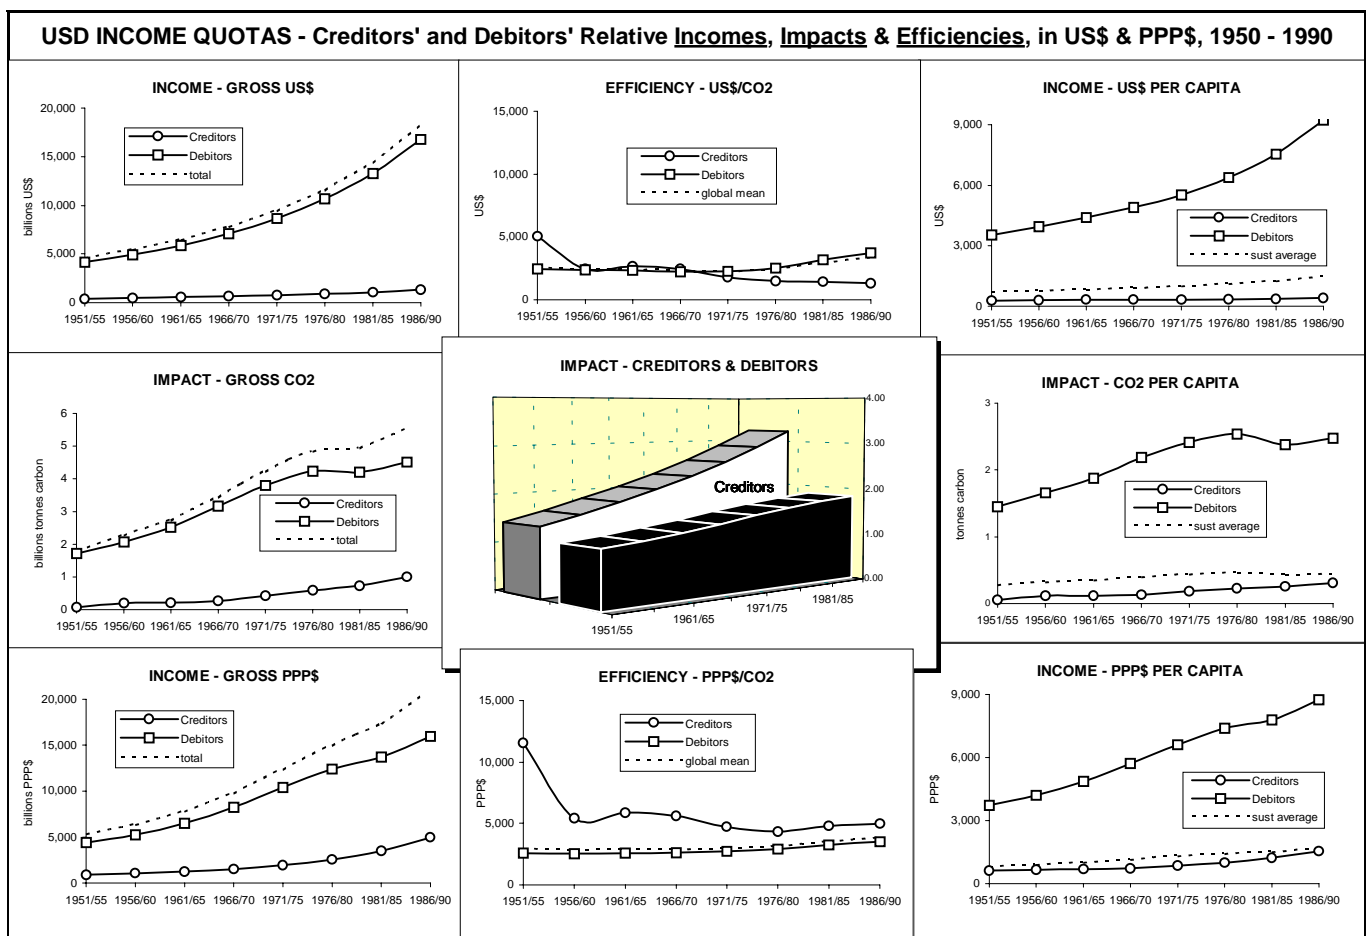 USD INCOME QUOTAS - Creditors' and Debitors' Relative Incomes, Impacts & Efficiencies, in US$ & PPP$, 1950 - 1990
INCOME - GROSS US$
20,000
15,000
10,000
5,000
0
billions US$
Creditors
Debitors
total
1951/55 1956/60 1961/65 1966/70 1971/75 1976/80 1981/85 1986/90
EFFICIENCY - US$/CO2
15,000
10,000
5,000
0
US$
Creditors
Debitors
global mean
1951/55 1956/60 1961/65 1966/70 1971/75 1976/80 1981/85 1986/90
INCOME - US$ PER CAPITA
9,000
6,000
3,000
0
US$
Creditors
Debitors
sust average
1951/55 1956/60 1961/65 1966/70 1971/75 1976/80 1981/85 1986/90
IMPACT - GROSS CO2
6
5
4
3
2
1
0
billions tonnes carbon
Creditors
Debitors
total
1951/55 1956/60 1961/65 1966/70 1971/75 1976/80 1981/85 1986/90
IMPACT - CREDITORS & DEBITORS
4.00
3.00
2.00
1.00
0.00
Creditors
1951/55
1961/65
1971/75
1981/85
IMPACT - CO2 PER CAPITA
3
2
1
0
tonnes carbon
Creditors
Debitors
sust average
1951/55 1956/60 1961/65 1966/70 1971/75 1976/80 1981/85 1986/90
INCOME - GROSS PPP$
20,000
15,000
10,000
5,000
0
billions PPP$
Creditors
Debitors
total
1951/55 1956/60 1961/65 1966/70 1971/75 1976/80 1981/85 1986/90
EFFICIENCY - PPP$/CO2
15,000
10,000
5,000
0
PPP$
Creditors
Debitors
global mean
1951/55 1956/60 1961/65 1966/70 1971/75 1976/80 1981/85 1986/90
INCOME - PPP$ PER CAPITA
9,000
6,000
3,000
0
PPP$
Creditors
Debitors
sust average
1951/55 1956/60 1961/65 1966/70 1971/75 1976/80 1981/85 1986/90